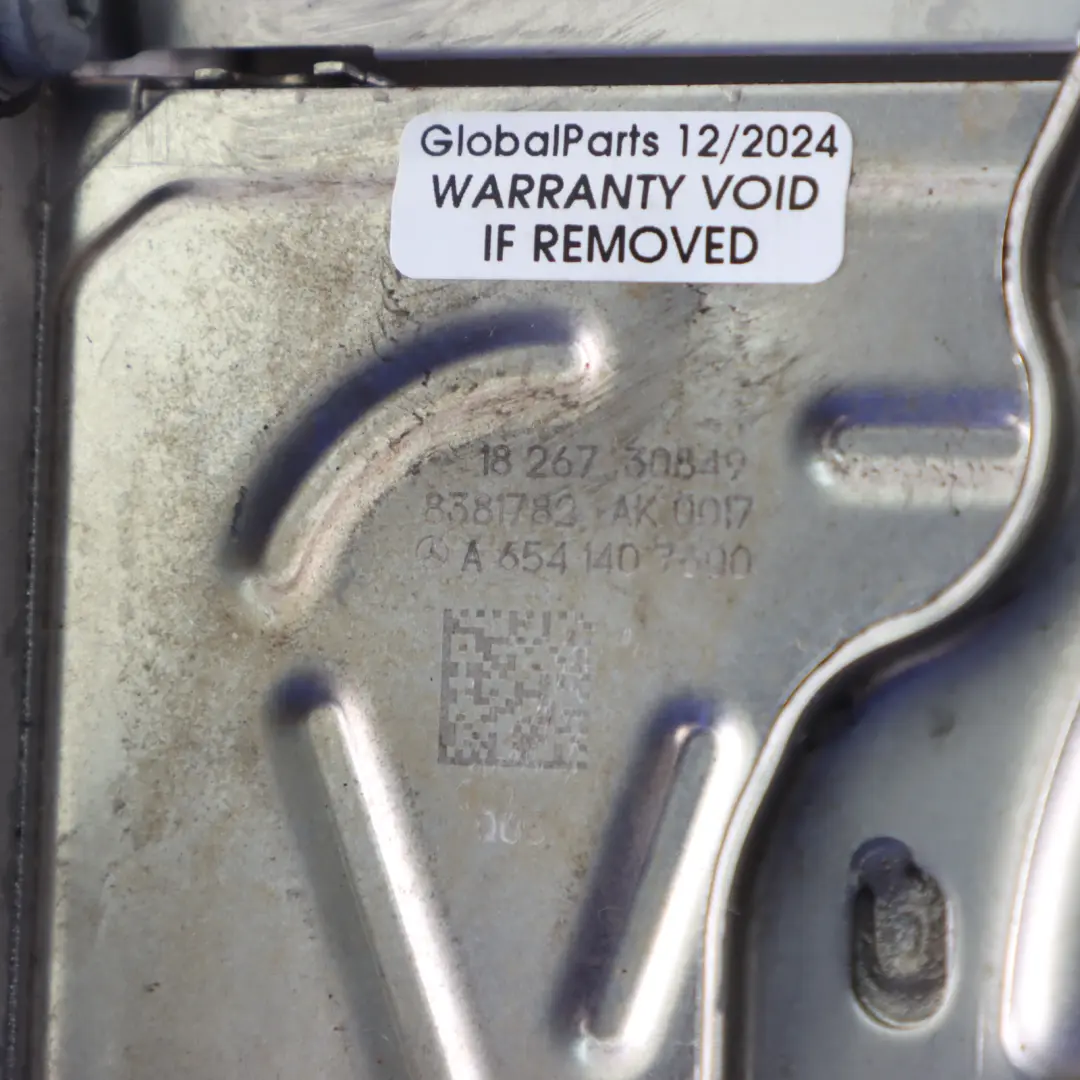 GlobalParts 12/2024
WARRANTY VOID
IF REMOVED
18 267 30849
8381782 AK 0017
A 654 140